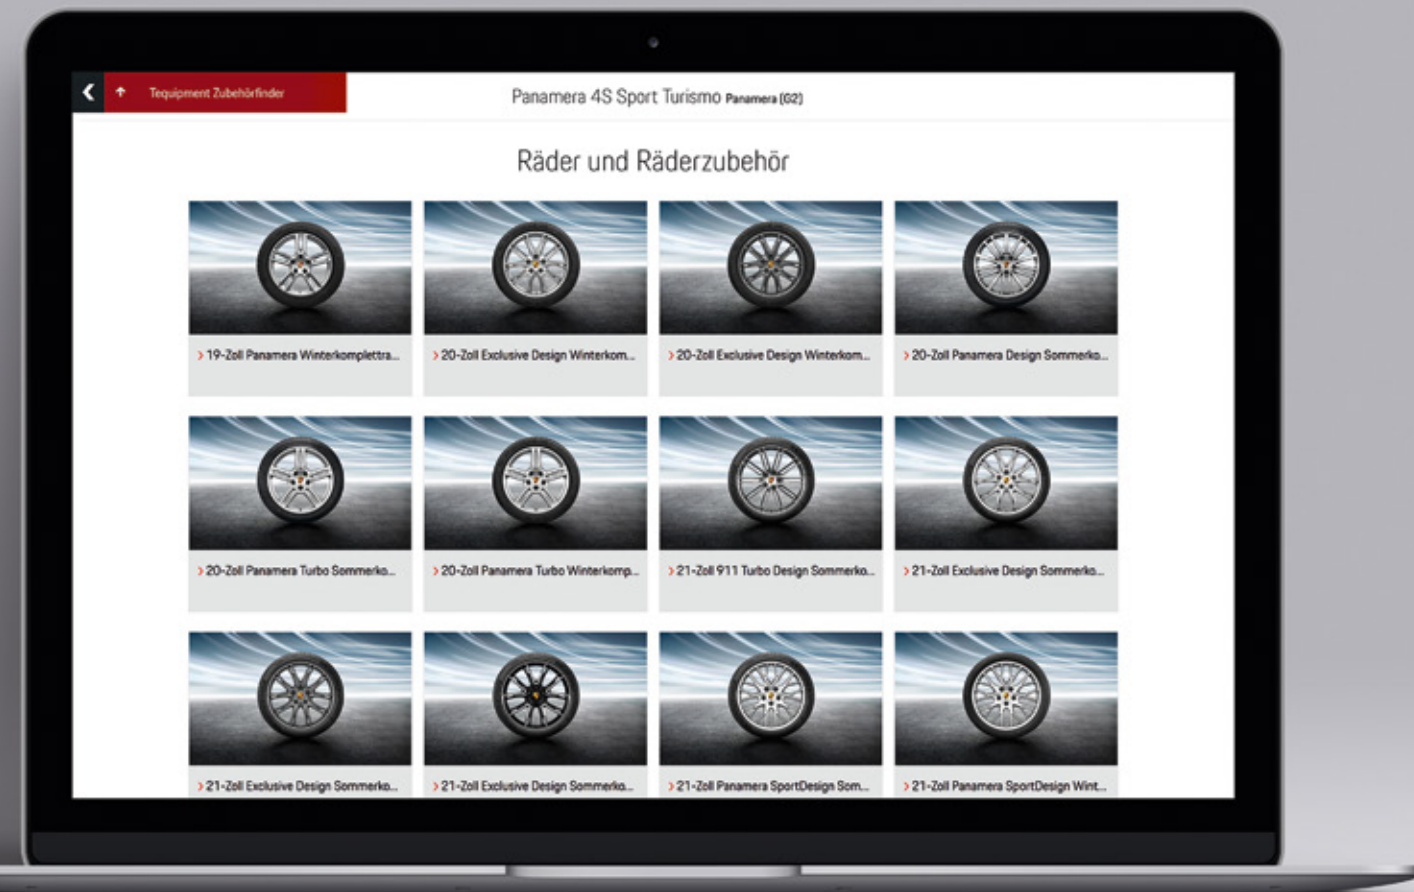 Tequipment Zubehörfinder
Panamera 4S Sport Turismo Panamera (G2)
Räder und Räderzubehör
19-Zoll Panamera Winterkomplettra...
20-Zoll Exclusive Design Winterkom...
20-Zoll Exclusive Design Winterkom...
20-Zoll Panamera Design Sommerko...
20-Zoll Panamera Turbo Sommerko...
20-Zoll Panamera Turbo Winterkomp...
21-Zoll 911 Turbo Design Sommerko...
21-Zoll Exclusive Design Sommerko...
21-Zoll Exclusive Design Sommerko...
21-Zoll Exclusive Design Sommerko...
21-Zoll Panamera SportDesign Som...
21-Zoll Panamera SportDesign Wint...